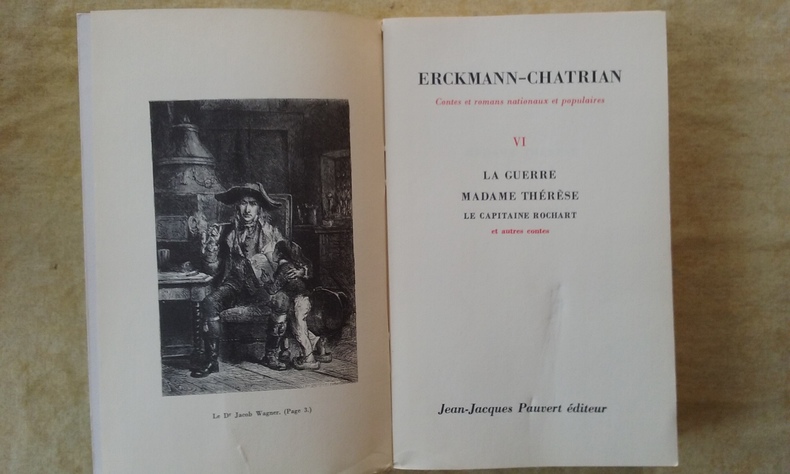 Le Dr Jacob Wagner. (Page 3.)
ERCKMANN-CHATRIAN
Contes et romans nationaux et populaires
VI
LA GUERRE
MADAME THÉRÈSE
LE CAPITAINE ROCHART
et autres contes
Jean-Jacques Pauvert éditeur